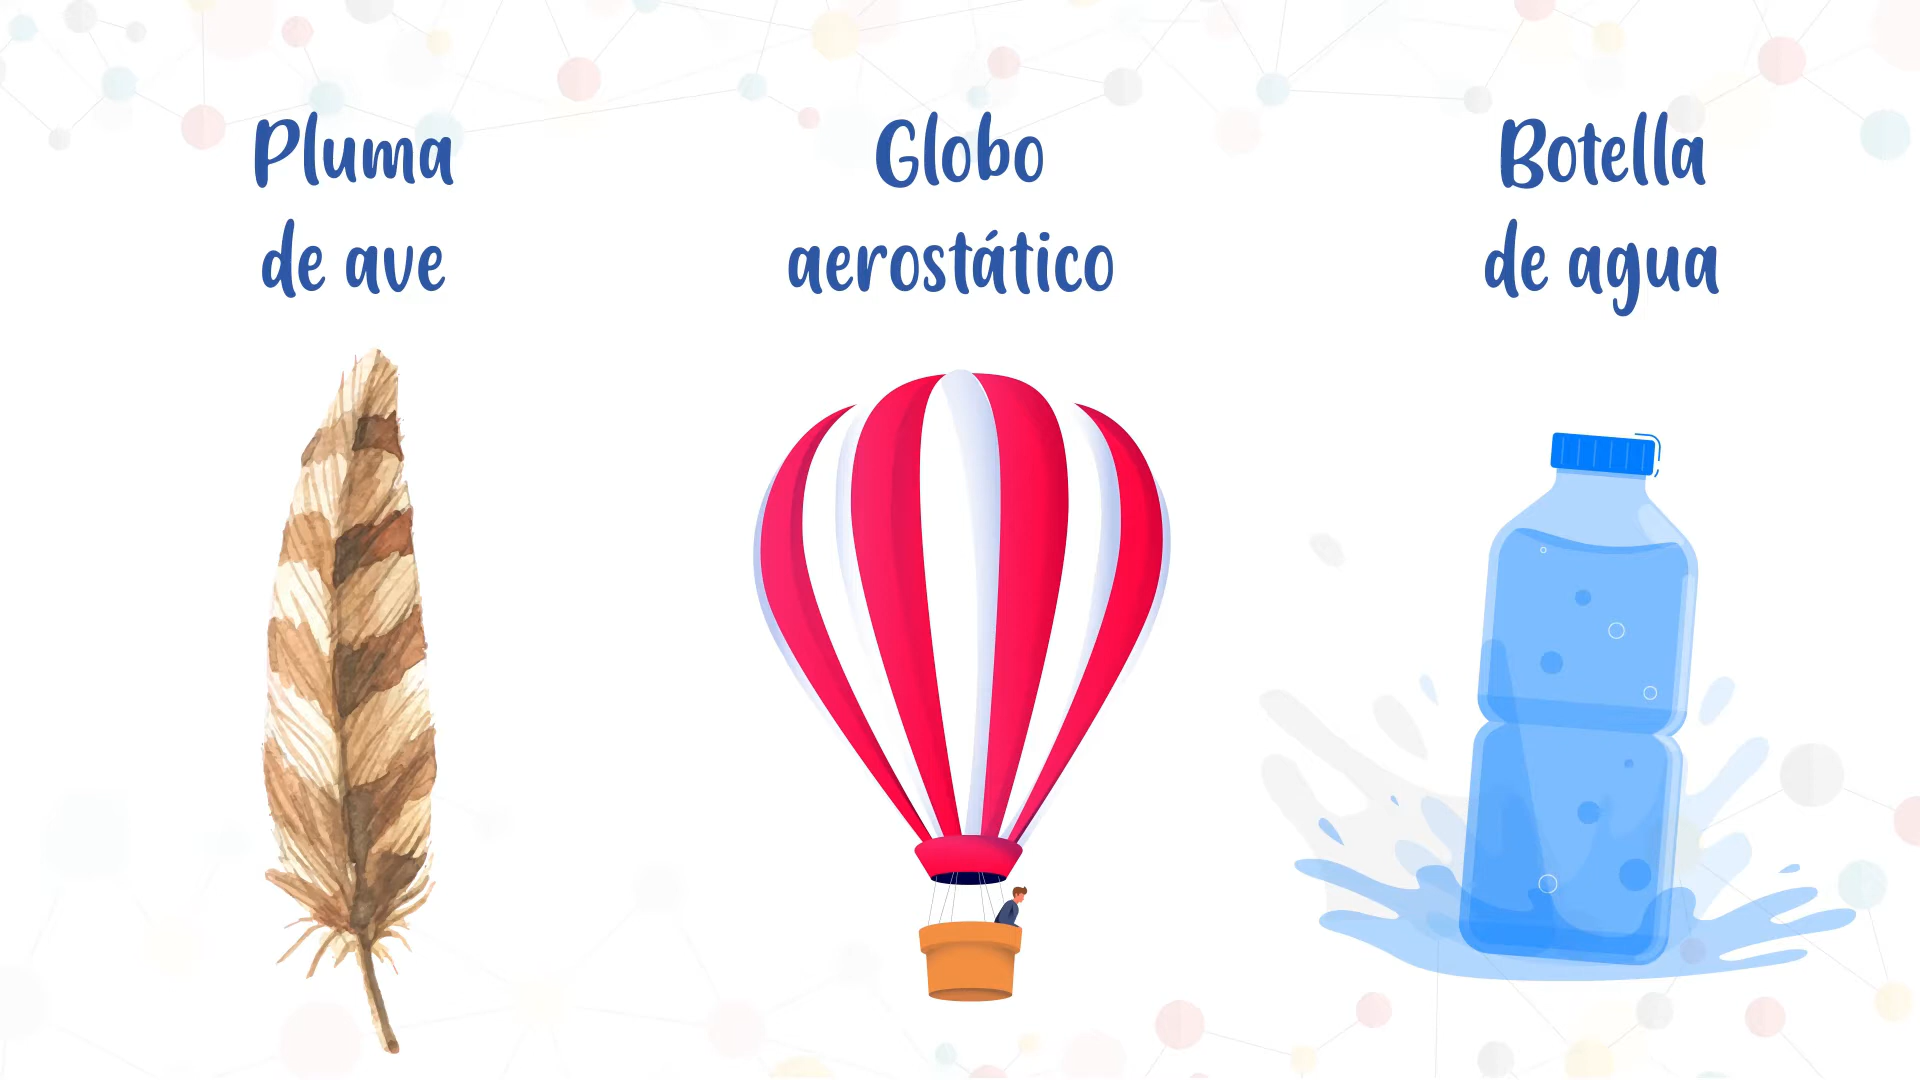 Pluma
de ave
Globo
aerostático
Botella
de agua